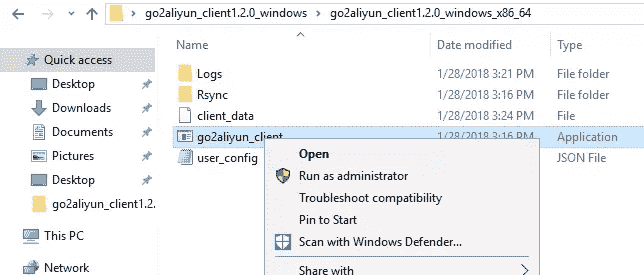 go2aliyun_client1.2.0_windows > go2aliyun_client1.2.0_windows_x86_64
Name Date modified Type
Quick access
Desktop
Downloads
Documents
Pictures
Desktop
go2aliyun_client1.2.
This PC
Network
Logs 1/28/2018 3:21 PM File folder
Rsync 1/28/2018 3:16 PM File folder
client_data 1/28/2018 3:24 PM File
go2aliyun_client 1/28/2018 3:16 PM Application
user_config JSON File
Open
Run as administrator
Troubleshoot compatibility
Pin to Start
Scan with Windows Defender...
Share with